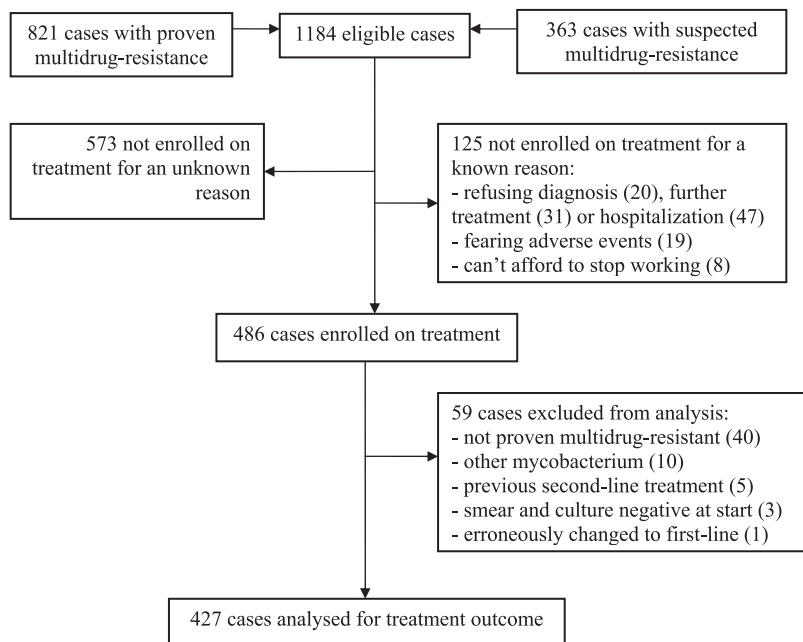 821 cases with proven
multidrug-resistance
1184 eligible cases
363 cases with suspected
multidrug-resistance
573 not enrolled on
treatment for an unknown
reason
125 not enrolled on treatment for a
known reason:
- refusing diagnosis (20), further
treatment (31) or hospitalization (47)
- fearing adverse events (19)
- can’t afford to stop working (8)
486 cases enrolled on treatment
59 cases excluded from analysis:
- not proven multidrug-resistant (40)
- other mycobacterium (10)
- previous second-line treatment (5)
- smear and culture negative at start (3)
- erroneously changed to first-line (1)
427 cases analysed for treatment outcome